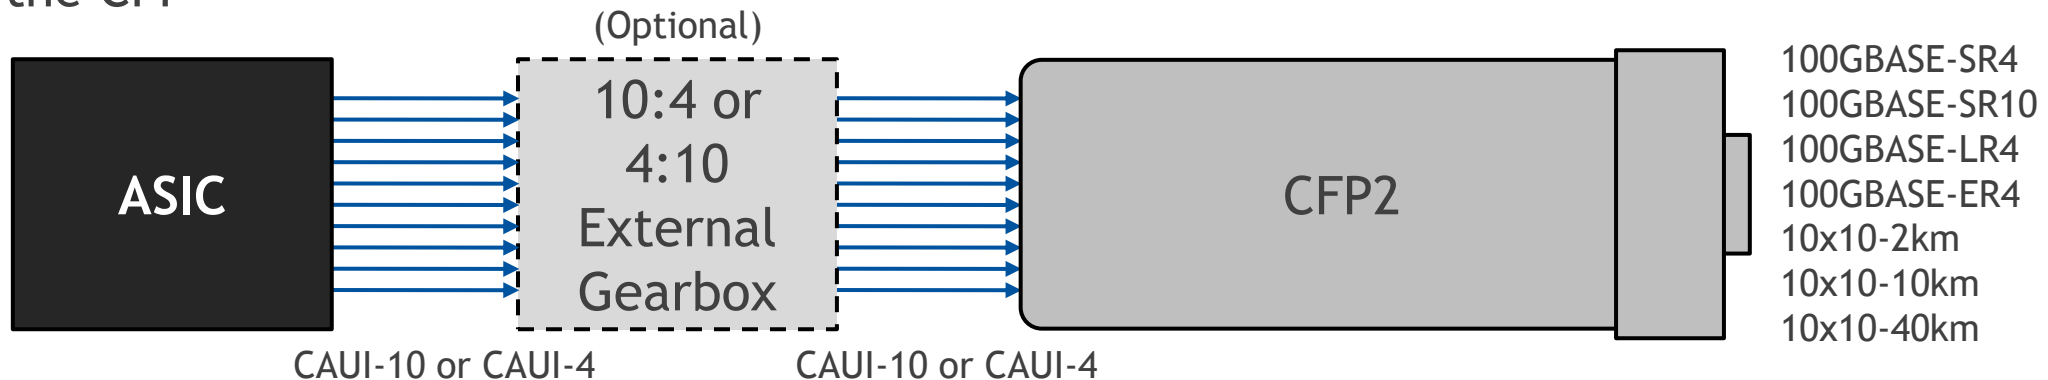 (Optional)
ASIC
10:4 or
4:10
External
Gearbox
CFP2
100GBASE-SR4
100GBASE-SR10
100GBASE-LR4
100GBASE-ER4
10x10-2km
10x10-10km
10x10-40km
CAUI-10 or CAUI-4
CAUI-10 or CAUI-4